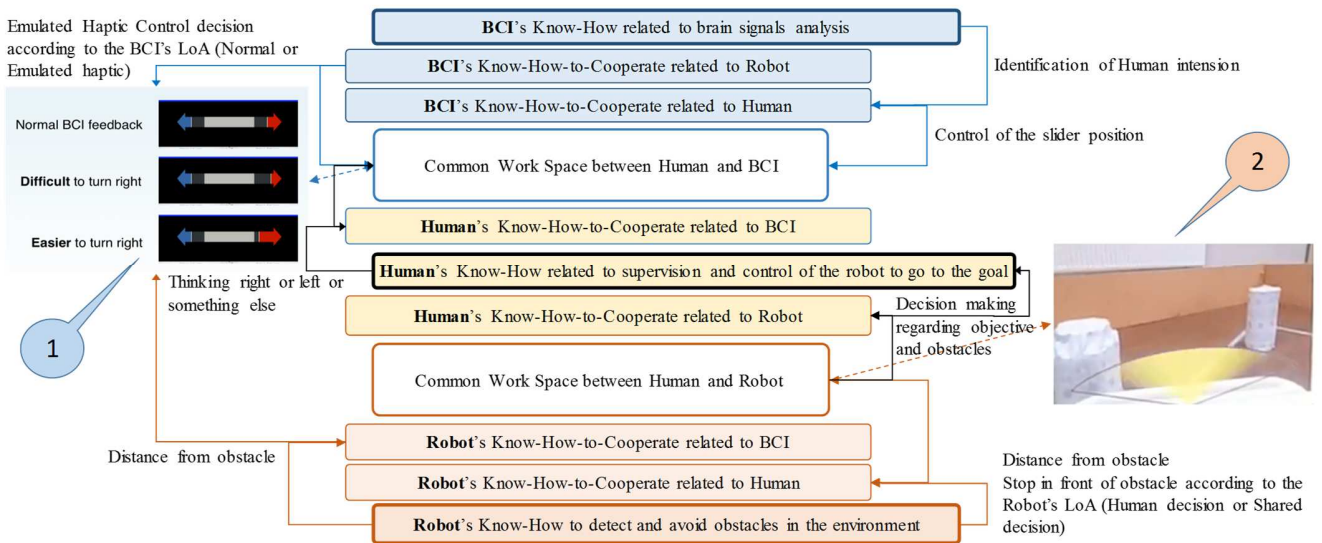 Emulated Haptic Control decision
according to the BCI's LoA (Normal or
Emulated haptic)
BCI's Know-How related to brain signals analysis
BCI's Know-How-to-Cooperate related to Robot
BCI's Know-How-to-Cooperate related to Human
Identification of Human intension
Control of the slider position
Normal BCI feedback
Difficult to turn right
Easier to turn right
Common Work Space between Human and BCI
Human's Know-How-to-Cooperate related to BCI
Human's Know-How related to supervision and control of the robot to go to the goal
Human's Know-How-to-Cooperate related to Robot
Thinking right or left or
something else
1
2
Decision making
regarding objective
and obstacles
Common Work Space between Human and Robot
Robot's Know-How-to-Cooperate related to BCI
Robot's Know-How-to-Cooperate related to Human
Robot's Know-How to detect and avoid obstacles in the environment
Distance from obstacle
Distance from obstacle
Stop in front of obstacle according to the
Robot's LoA (Human decision or Shared
decision)